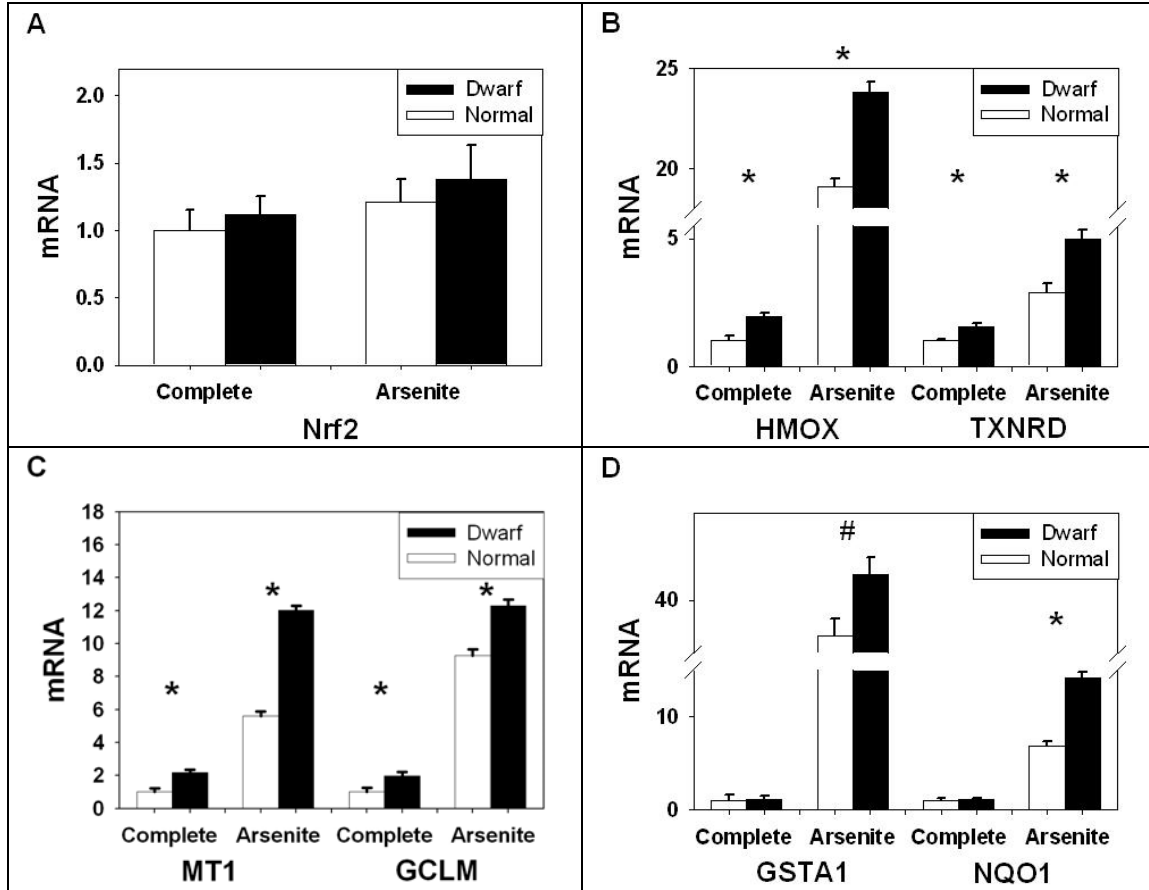 A
mRNA
2.0
1.5
1.0
0.5
0.0
Dwarf
Normal
Complete Arsenite
Nrf2
B
mRNA
25
20
5
0
Dwarf
Normal
*
* * *
Complete Arsenite Complete Arsenite
HMOX TXNRD
C
mRNA
18
16
14
12
10
8
6
4
2
0
Dwarf
Normal
* *
* *
Complete Arsenite Complete Arsenite
MT1 GCLM
D
mRNA
40
10
0
Dwarf
Normal
#
*
Complete Arsenite Complete Arsenite
GSTA1 NQO1